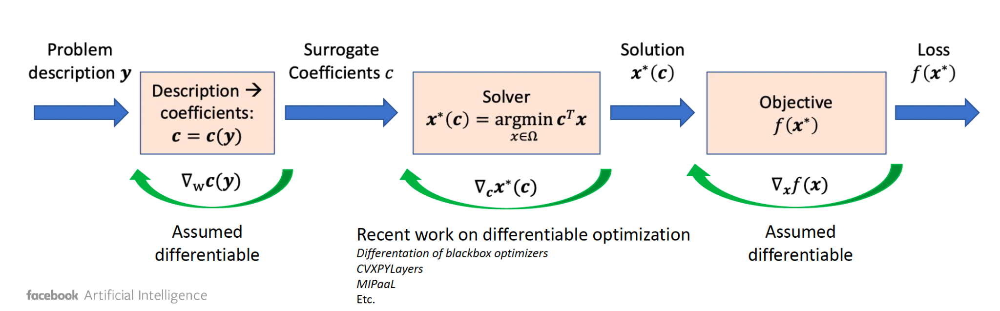 Problem
description y
Description →
coefficients:
c = c(y)
∇wc(y)
Assumed
differentiable
Surrogate
Coefficients c
Solver
x*(c) = argmin cᵀx
x∈Ω
∇cx*(c)
Recent work on differentiable optimization
Differentation of blackbox optimizers
CVXPYLayers
MIPaaL
Etc.
Solution
x*(c)
Objective
f(x*)
∇xf(x)
Assumed
differentiable
Loss
f(x*)
facebook Artificial Intelligence